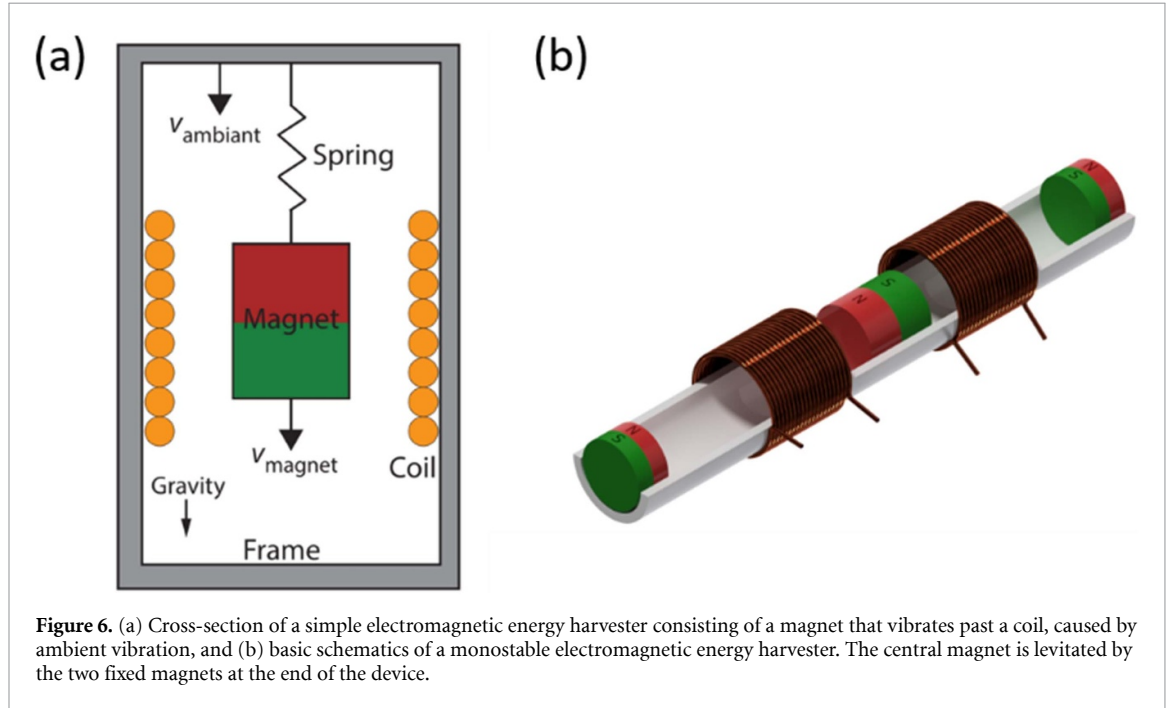 (a)
v ambiant
Spring
Magnet
v magnet
Coil
Gravity
Frame
(b)
N
S
S
N
N
S
Figure 6. (a) Cross-section of a simple electromagnetic energy harvester consisting of a magnet that vibrates past a coil, caused by
ambient vibration, and (b) basic schematics of a monostable electromagnetic energy harvester. The central magnet is levitated by
the two fixed magnets at the end of the device.